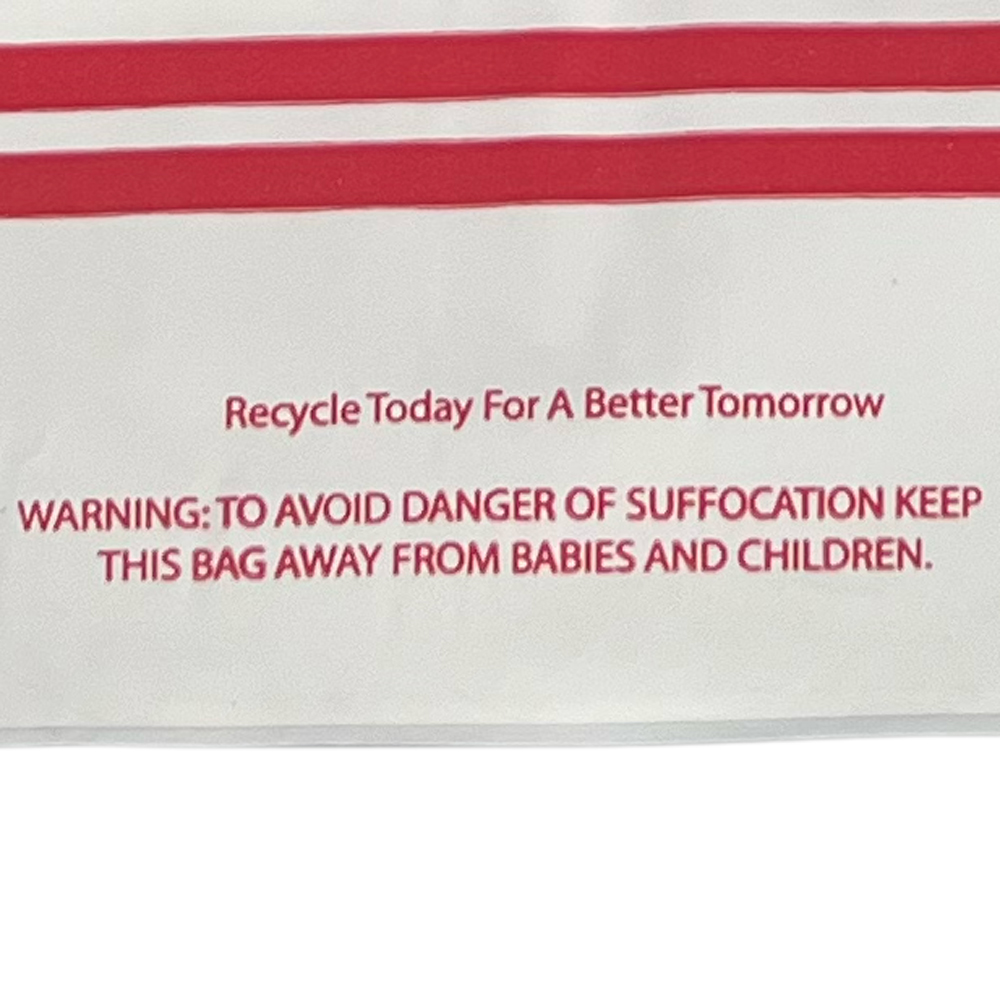 Recycle Today For A Better Tomorrow
WARNING: TO AVOID DANGER OF SUFFOCATION KEEP
THIS BAG AWAY FROM BABIES AND CHILDREN.